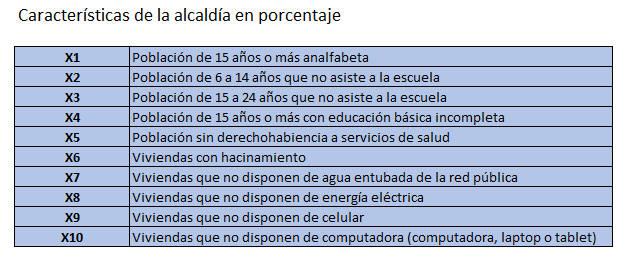 Características de la alcaldía en porcentaje
X1 Población de 15 años o más analfabeta
X2 Población de 6 a 14 años que no asiste a la escuela
X3 Población de 15 a 24 años que no asiste a la escuela
X4 Población de 15 años o más con educación básica incompleta
X5 Población sin derechohabiencia a servicios de salud
X6 Viviendas con hacinamiento
X7 Viviendas que no disponen de agua entubada de la red pública
X8 Viviendas que no disponen de energía eléctrica
X9 Viviendas que no disponen de celular
X10 Viviendas que no disponen de computadora (computadora, laptop o tablet)